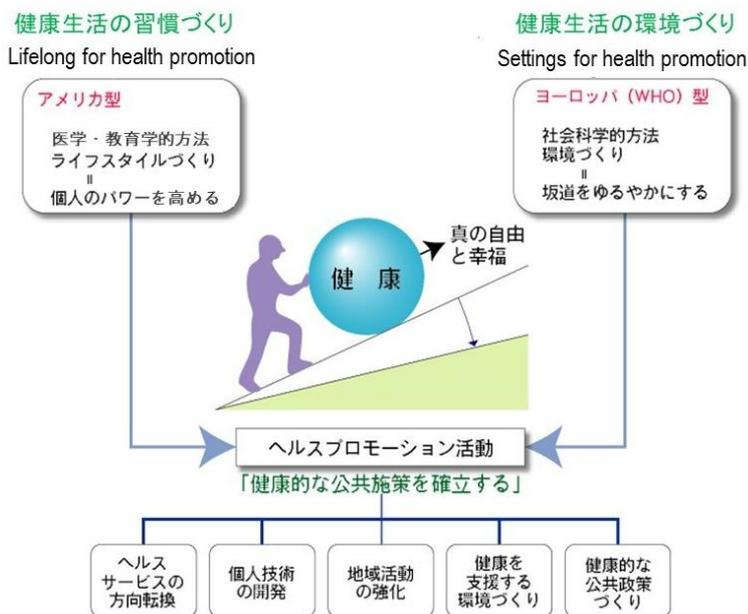 健康生活の習慣づくり
Lifelong for health promotion
アメリカ型
医学・教育学的方法
ライフスタイルづくり
॥
個人のパワーを高める
健康生活の環境づくり
Settings for health promotion
ヨーロッパ（WHO）型
社会科学的方法
環境づくり
॥
坂道をゆるやかにする
健 康
真の自由
と幸福
ヘルスプロモーション活動
「健康的な公共施策を確立する」
ヘルス
サービスの
方向転換
個人技術
の開発
地域活動
の強化
健康を
支援する
環境づくり
健康的な
公共政策
づくり